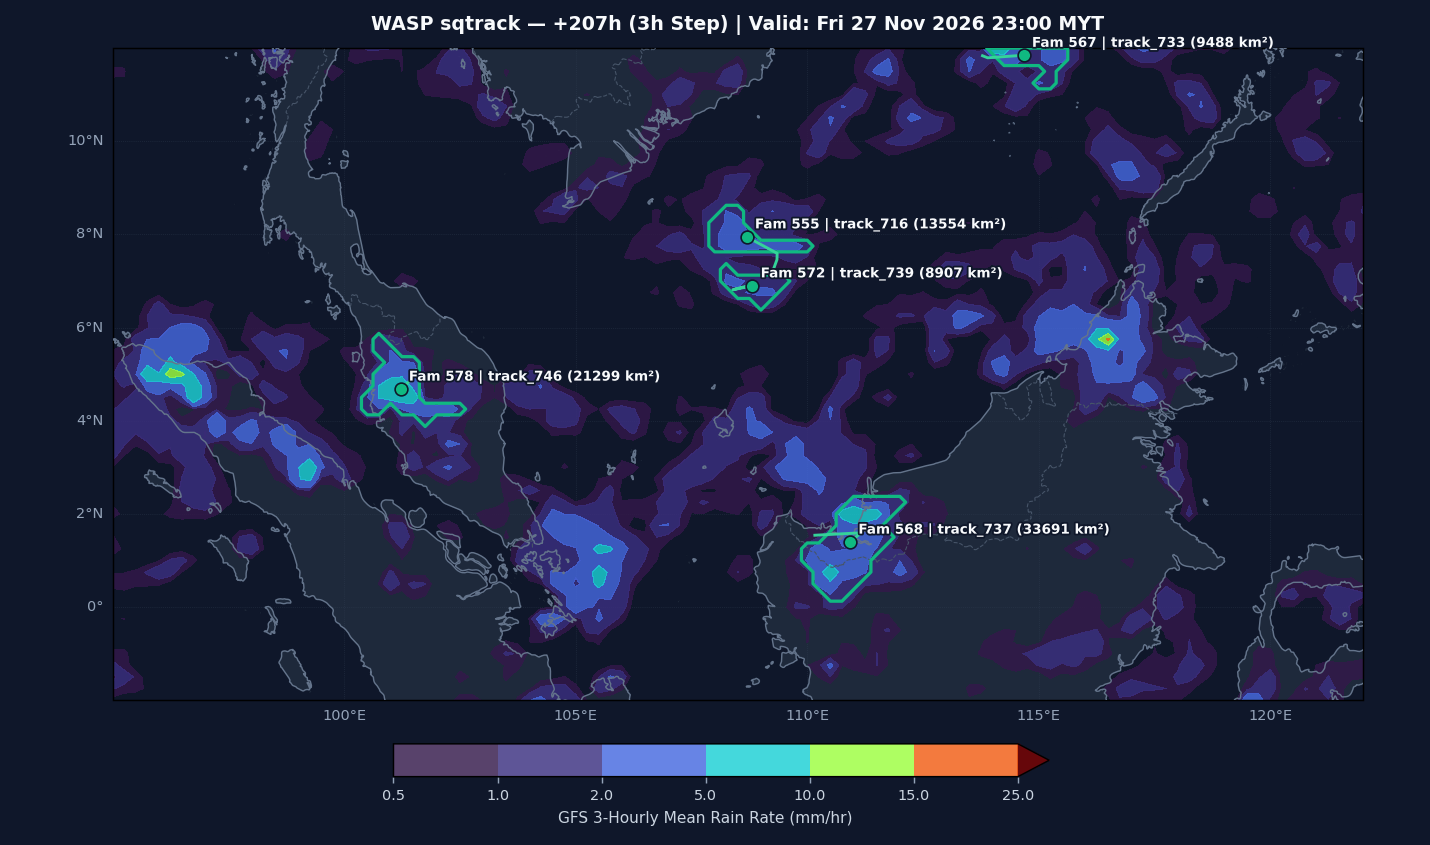 WASP sqtrack — +207h (3h Step) | Valid: Fri 27 Nov 2026 23:00 MYT
Fam 567 | track_733 (9488 km²)
10°N
Fam 555 | track_716 (13554 km²)
8°N
Fam 572 | track_739 (8907 km²)
6°N
Fam 578 | track_746 (21299 km²)
4°N
2°N
Fam 568 | track_737 (33691 km²)
0°
100°E 105°E 110°E 115°E 120°E
0.5 1.0 2.0 5.0 10.0 15.0 25.0
GFS 3-Hourly Mean Rain Rate (mm/hr)